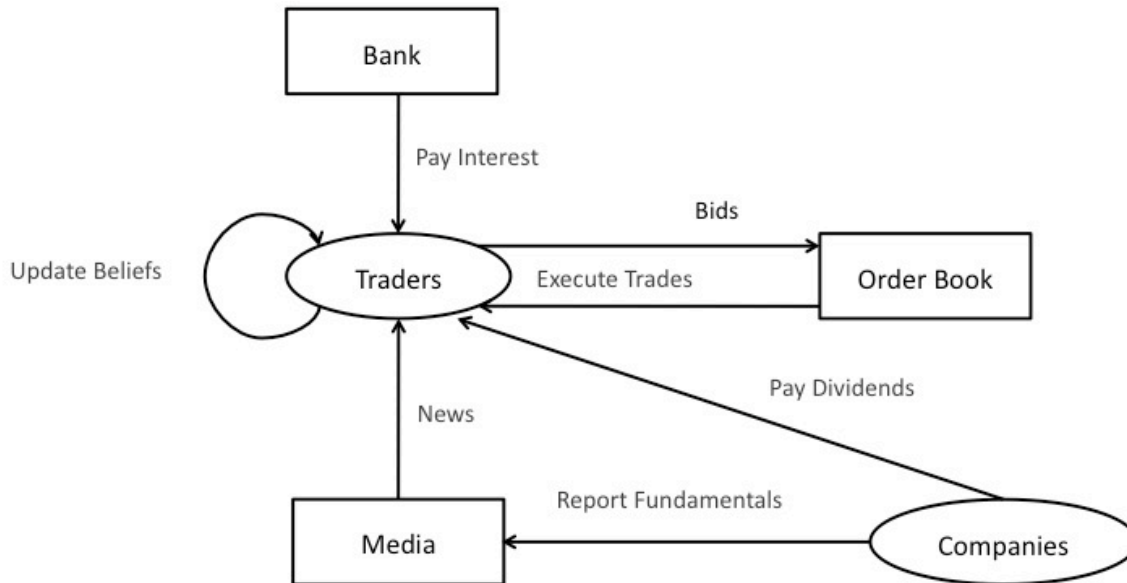 Bank
Pay Interest
Bids
Update Beliefs
Traders
Execute Trades
Order Book
Pay Dividends
News
Report Fundamentals
Media
Companies